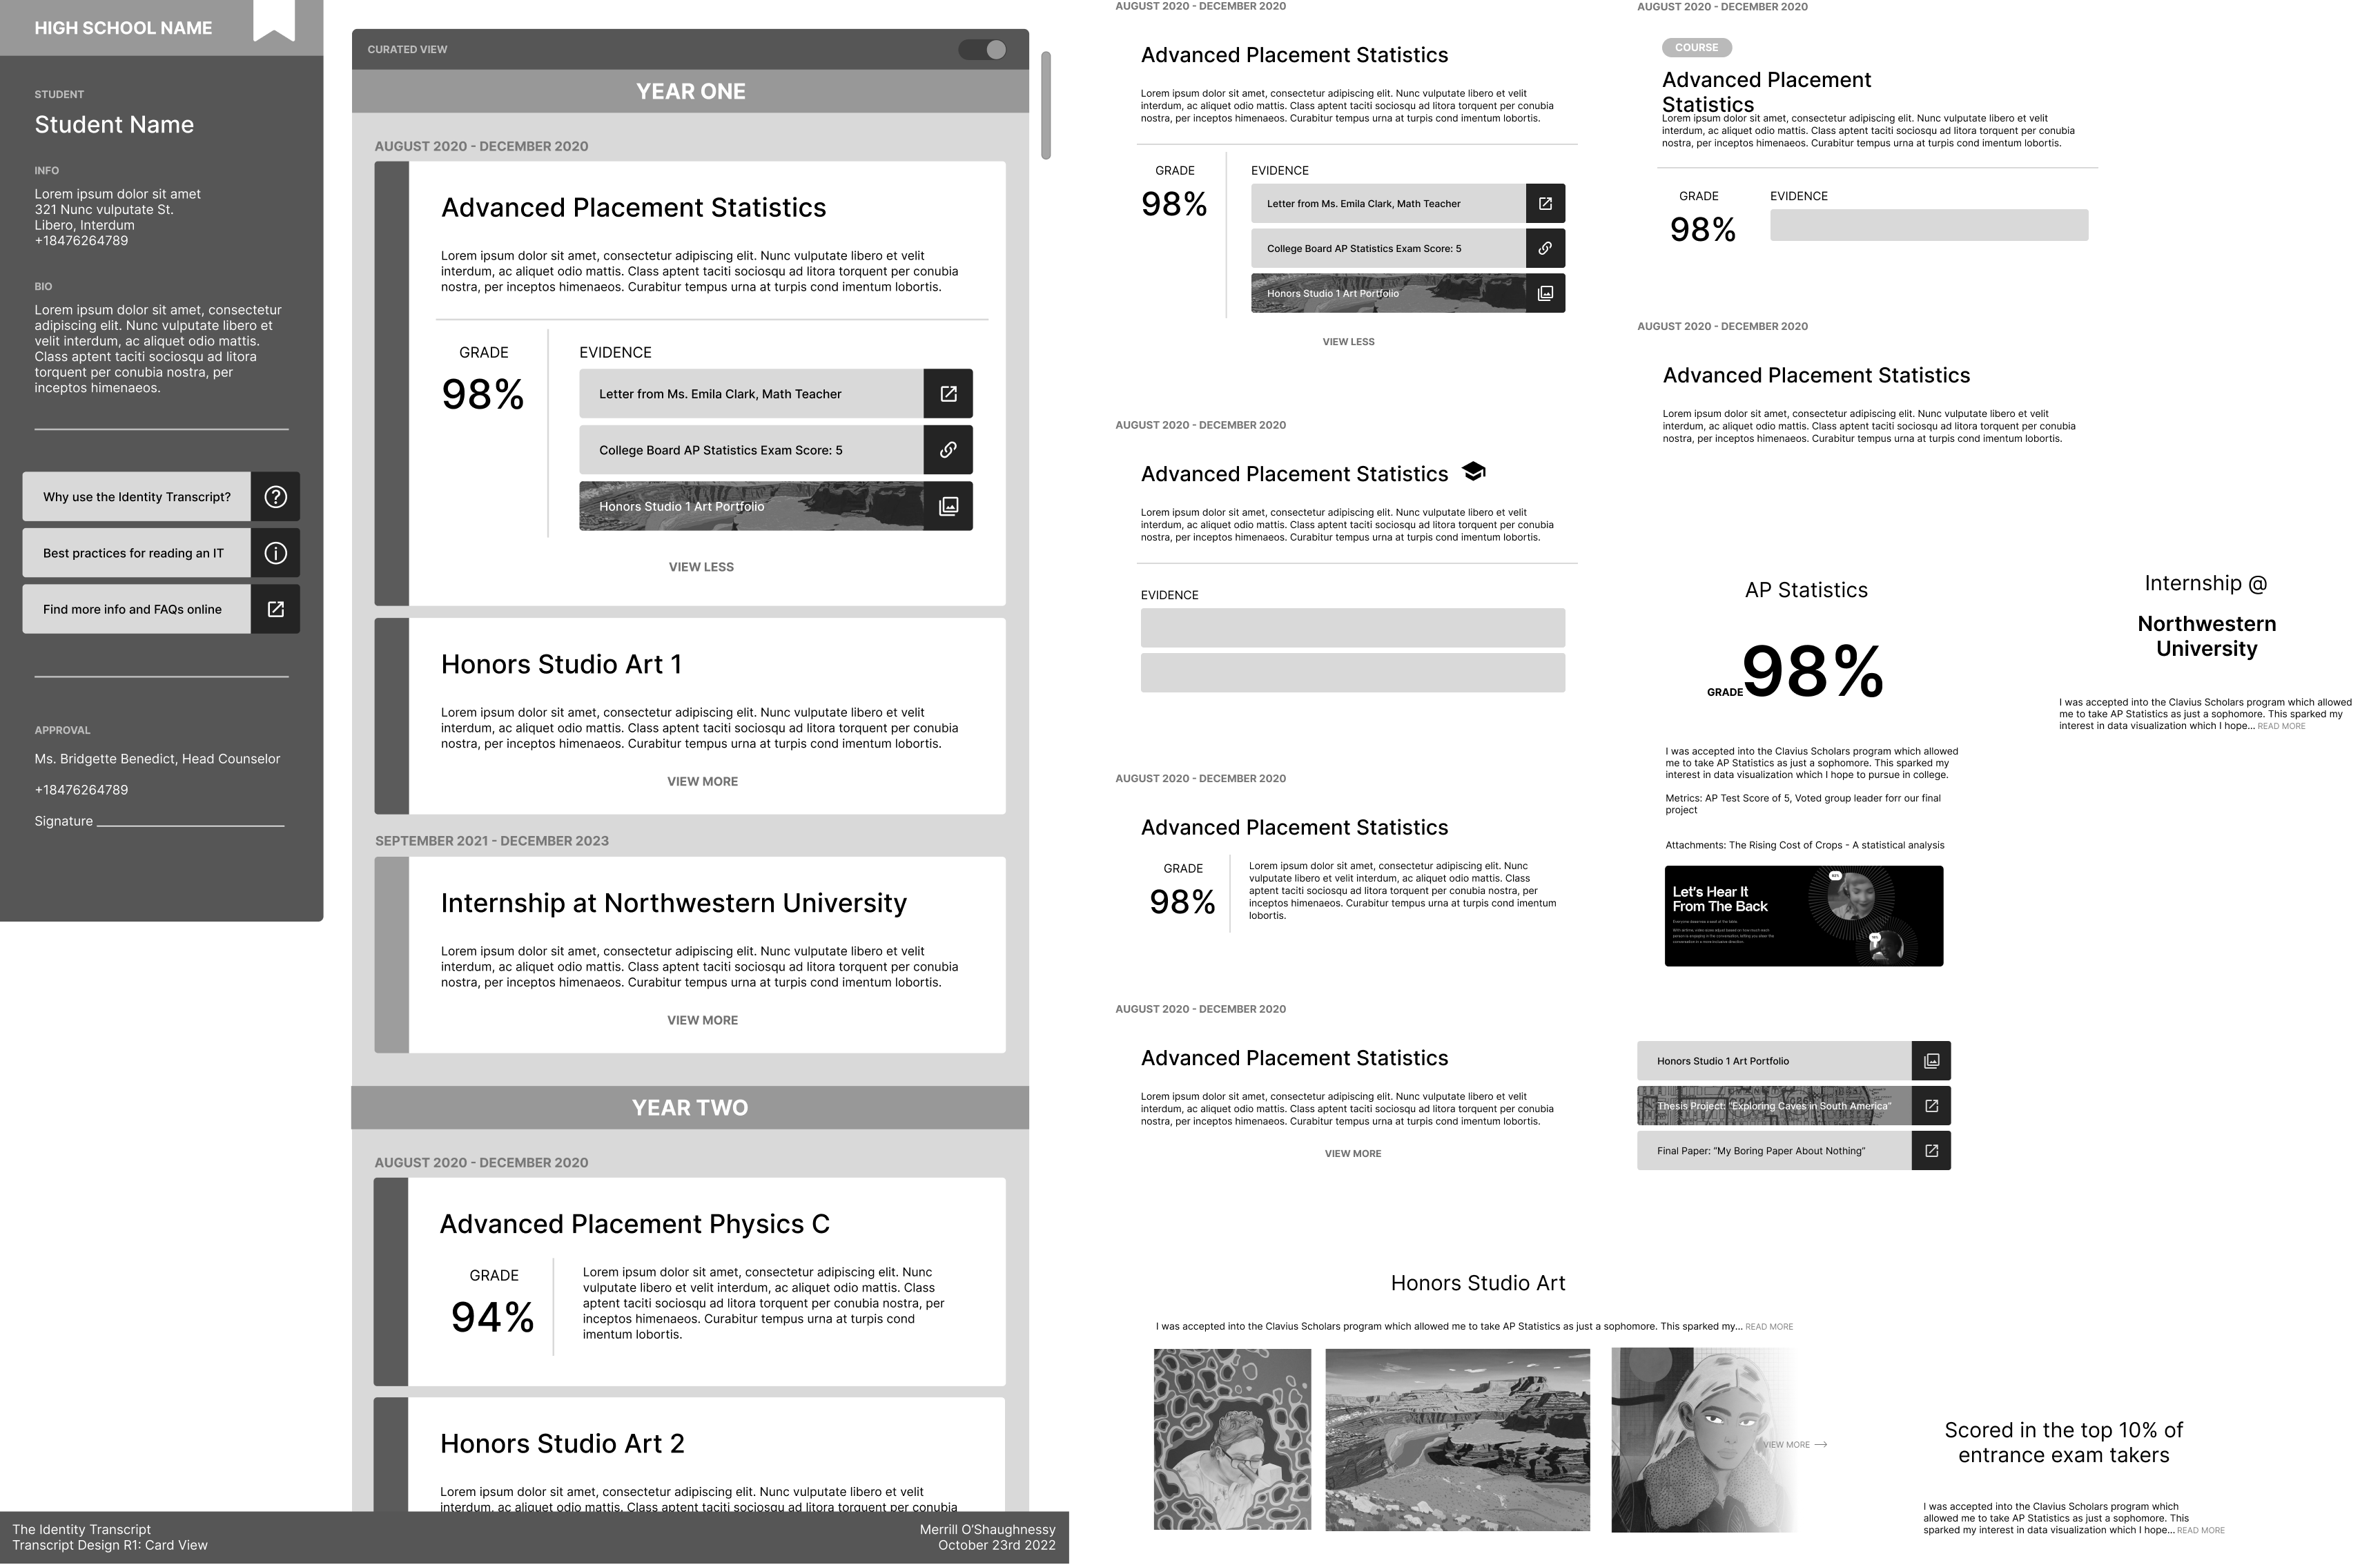 HIGH SCHOOL NAME
STUDENT
Student Name
INFO
Lorem ipsum dolor sit amet
321 Nunc vulputate St.
Libero, Interdum
+18476264789
BIO
Lorem ipsum dolor sit amet, consectetur
adipiscing elit. Nunc vulputate libero et
velit interdum, ac aliquet odio mattis.
Class aptent taciti sociosqu ad litora
torquent per conubia nostra, per
inceptos himenaeos.
Why use the Identity Transcript?
Best practices for reading an IT
Find more info and FAQs online
APPROVAL
Ms. Bridgette Benedict, Head Counselor
+18476264789
Signature
CURATED VIEW
YEAR ONE
AUGUST 2020 - DECEMBER 2020
Advanced Placement Statistics
Lorem ipsum dolor sit amet, consectetur adipiscing elit. Nunc vulputate libero et velit
interdum, ac aliquet odio mattis. Class aptent taciti sociosqu ad litora torquent per conubia
nostra, per inceptos himenaeos. Curabitur tempus urna at turpis cond imentum lobortis.
GRADE
98%
EVIDENCE
Letter from Ms. Emila Clark, Math Teacher
College Board AP Statistics Exam Score: 5
Honors Studio 1 Art Portfolio
VIEW LESS
Honors Studio Art 1
Lorem ipsum dolor sit amet, consectetur adipiscing elit. Nunc vulputate libero et velit
interdum, ac aliquet odio mattis. Class aptent taciti sociosqu ad litora torquent per conubia
nostra, per inceptos himenaeos. Curabitur tempus urna at turpis cond imentum lobortis.
VIEW MORE
SEPTEMBER 2021 - DECEMBER 2023
Internship at Northwestern University
Lorem ipsum dolor sit amet, consectetur adipiscing elit. Nunc vulputate libero et velit
interdum, ac aliquet odio mattis. Class aptent taciti sociosqu ad litora torquent per conubia
nostra, per inceptos himenaeos. Curabitur tempus urna at turpis cond imentum lobortis.
VIEW MORE
YEAR TWO
AUGUST 2020 - DECEMBER 2020
Advanced Placement Physics C
GRADE
94%
Lorem ipsum dolor sit amet, consectetur adipiscing elit. Nunc
vulputate libero et velit interdum, ac aliquet odio mattis. Class
aptent taciti sociosqu ad litora torquent per conubia nostra, per
inceptos himenaeos. Curabitur tempus urna at turpis cond
imentum lobortis.
Honors Studio Art 2
Lorem ipsum dolor sit amet, consectetur adipiscing elit. Nunc vulputate libero et velit
interdum, ac aliquet odio mattis. Class aptent taciti sociosqu ad litora torquent per conubia
The Identity Transcript
Transcript Design R1: Card View
Merrill O'Shaughnessy
October 23rd 2022
AUGUST 2020 - DECEMBER 2020
Advanced Placement Statistics
Lorem ipsum dolor sit amet, consectetur adipiscing elit. Nunc vulputate libero et velit
interdum, ac aliquet odio mattis. Class aptent taciti sociosqu ad litora torquent per conubia
nostra, per inceptos himenaeos. Curabitur tempus urna at turpis cond imentum lobortis.
GRADE
98%
EVIDENCE
Letter from Ms. Emila Clark, Math Teacher
College Board AP Statistics Exam Score: 5
Honors Studio 1 Art Portfolio
VIEW LESS
AUGUST 2020 - DECEMBER 2020
Advanced Placement Statistics
Lorem ipsum dolor sit amet, consectetur adipiscing elit. Nunc vulputate libero et velit
interdum, ac aliquet odio mattis. Class aptent taciti sociosqu ad litora torquent per conubia
nostra, per inceptos himenaeos. Curabitur tempus urna at turpis cond imentum lobortis.
EVIDENCE
AUGUST 2020 - DECEMBER 2020
Advanced Placement Statistics
GRADE
98%
Lorem ipsum dolor sit amet, consectetur adipiscing elit. Nunc
vulputate libero et velit interdum, ac aliquet odio mattis. Class
aptent taciti sociosqu ad litora torquent per conubia nostra, per
inceptos himenaeos. Curabitur tempus urna at turpis cond imentum
lobortis.
AUGUST 2020 - DECEMBER 2020
Advanced Placement Statistics
Lorem ipsum dolor sit amet, consectetur adipiscing elit. Nunc vulputate libero et velit
interdum, ac aliquet odio mattis. Class aptent taciti sociosqu ad litora torquent per conubia
nostra, per inceptos himenaeos. Curabitur tempus urna at turpis cond imentum lobortis.
VIEW MORE
AUGUST 2020 - DECEMBER 2020
COURSE
Advanced Placement
Statistics
Lorem ipsum dolor sit amet, consectetur adipiscing elit. Nunc vulputate libero et velit
interdum, ac aliquet odio mattis. Class aptent taciti sociosqu ad litora torquent per conubia
nostra, per inceptos himenaeos. Curabitur tempus urna at turpis cond imentum lobortis.
GRADE
98%
EVIDENCE
AUGUST 2020 - DECEMBER 2020
Advanced Placement Statistics
Lorem ipsum dolor sit amet, consectetur adipiscing elit. Nunc vulputate libero et velit
interdum, ac aliquet odio mattis. Class aptent taciti sociosqu ad litora torquent per conubia
nostra, per inceptos himenaeos. Curabitur tempus urna at turpis cond imentum lobortis.
AP Statistics
GRADE 98%
I was accepted into the Clavius Scholars program which allowed
me to take AP Statistics as just a sophomore. This sparked my
interest in data visualization which I hope to pursue in college.
Metrics: AP Test Score of 5, Voted group leader forr our final
project
Attachments: The Rising Cost of Crops - A statistical analysis
Let's Hear It
From The Back
Internship @
Northwestern
University
I was accepted into the Clavius Scholars program which allowed
me to take AP Statistics as just a sophomore. This sparked my
interest in data visualization which I hope... READ MORE
Honors Studio 1 Art Portfolio
Thesis Project: "Exploring Caves in South America"
Final Paper: "My Boring Paper About Nothing"
Honors Studio Art
I was accepted into the Clavius Scholars program which allowed me to take AP Statistics as just a sophomore. This sparked my... READ MORE
VIEW MORE
Scored in the top 10% of
entrance exam takers
I was accepted into the Clavius Scholars program which
allowed me to take AP Statistics as just a sophomore. This
sparked my interest in data visualization which I hope... READ MORE